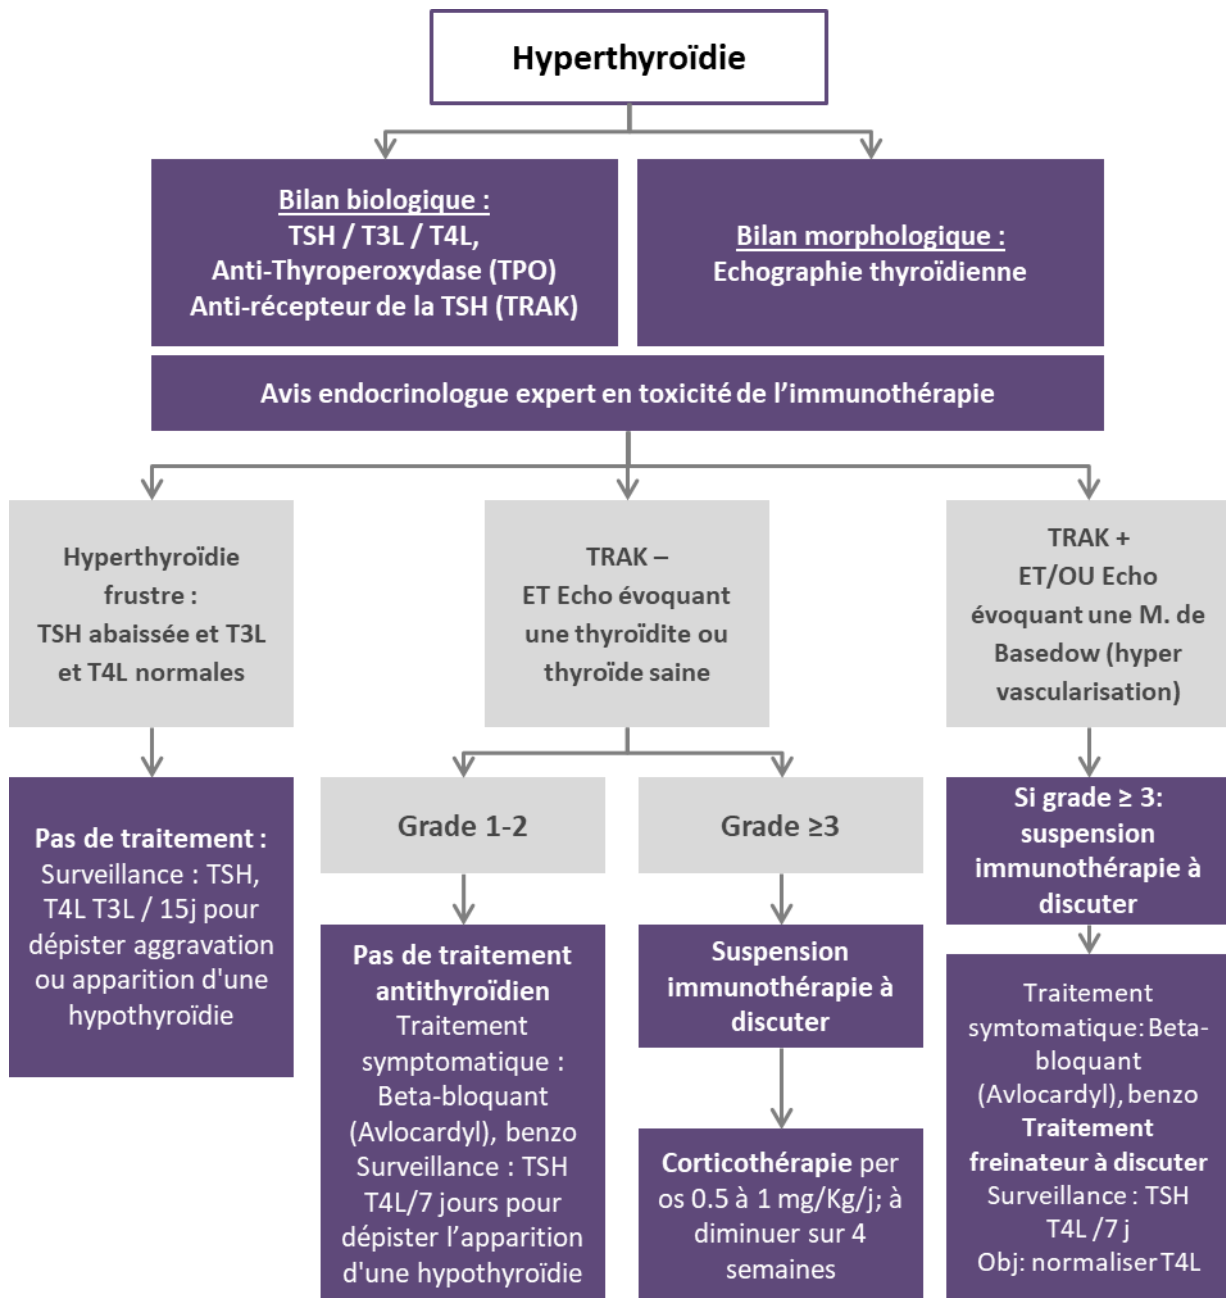 Hyperthyroïdie
Bilan biologique :
TSH / T3L / T4L,
Anti-Thyroperoxydase (TPO)
Anti-récepteur de la TSH (TRAK)
Bilan morphologique :
Echographie thyroïdienne
Avis endocrinologue expert en toxicité de l’immunothérapie
Hyperthyroïdie
frustre :
TSH abaissée et T3L
et T4L normales
TRAK –
ET Echo évoquant
une thyroïdite ou
thyroïde saine
TRAK +
ET/OU Echo
évoquant une M. de
Basedow (hyper
vascularisation)
Pas de traitement :
Surveillance : TSH,
T4L T3L / 15j pour
dépister aggravation
ou apparition d'une
hypothyroïdie
Grade 1-2
Pas de traitement
antithyroïdien
Traitement
symptomatique :
Beta-bloquant
(Avlocardyl), benzo
Surveillance : TSH
T4L/7 jours pour
dépister l’apparition
d'une hypothyroïdie
Grade ≥3
Suspension
immunothérapie à
discuter
Corticothérapie per
os 0.5 à 1 mg/Kg/j; à
diminuer sur 4
semaines
Si grade ≥ 3:
suspension
immunothérapie à
discuter
Traitement
symtomatique: Beta-
bloquant
(Avlocardyl), benzo
Traitement
freinateur à discuter
Surveillance : TSH
T4L /7 j
Obj: normaliser T4L